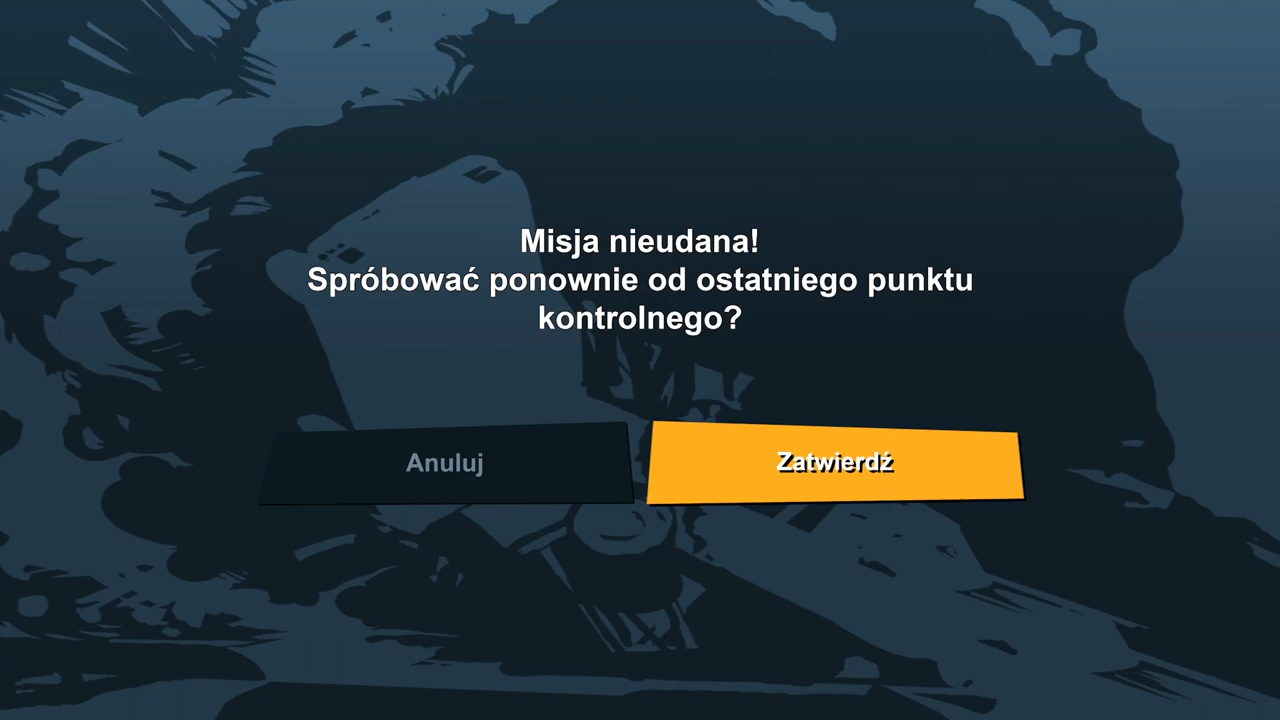 Misja nieudana!
Spróbować ponownie od ostatniego punktu
kontrolnego?
Anuluj
Zatwierdź